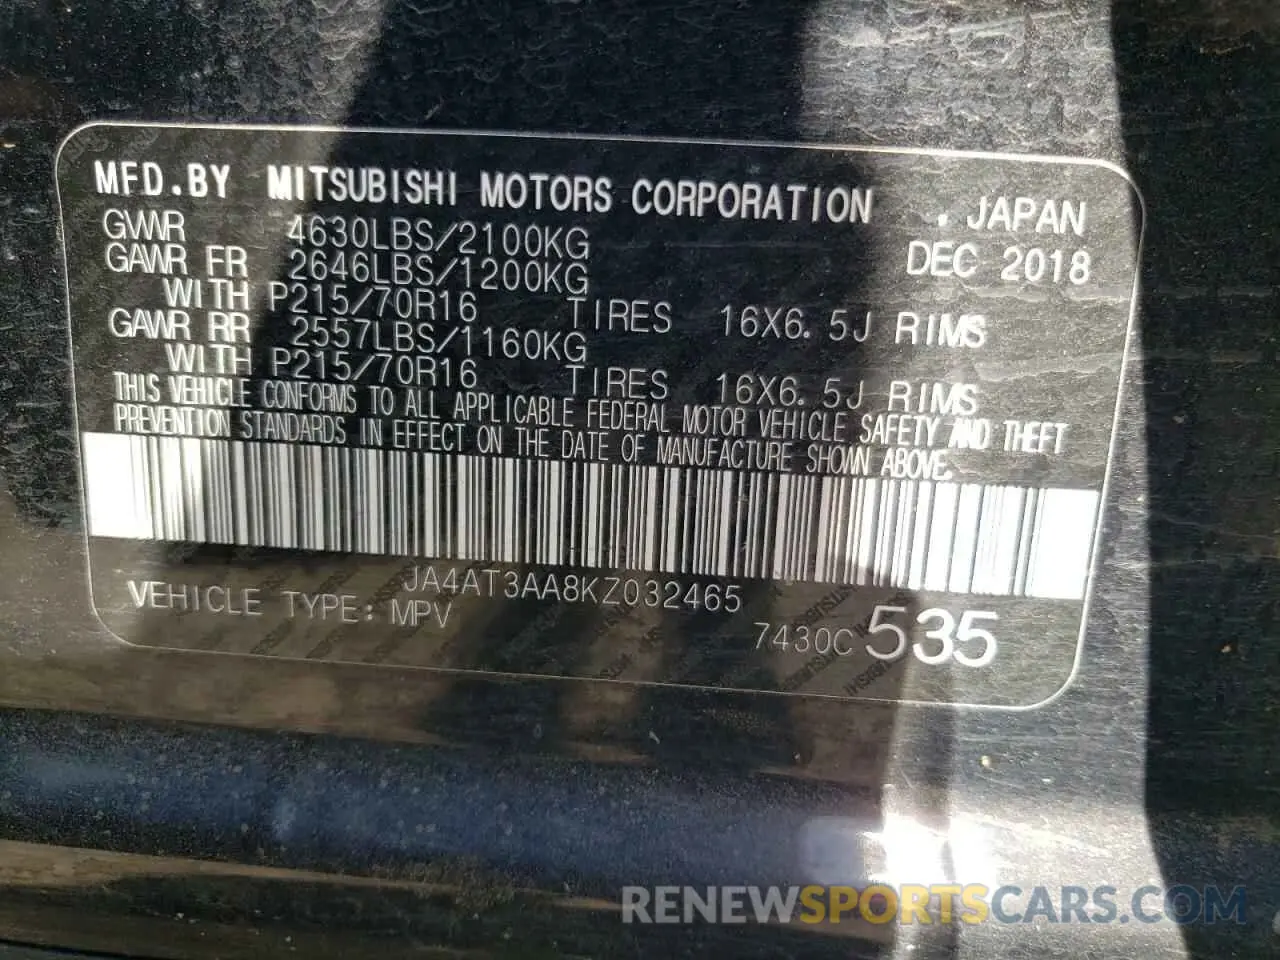 MFD.BY MITSUBISHI MOTORS CORPORATION . JAPAN
GVWR 4630LBS/2100KG DEC 2018
GAWR FR 2646LBS/1200KG
WITH P215/70R16 TIRES 16X6.5J RIMS
GAWR RR 2557LBS/1160KG
WITH P215/70R16 TIRES 16X6.5J RIMS
THIS VEHICLE CONFORMS TO ALL APPLICABLE FEDERAL MOTOR VEHICLE SAFETY AND THEFT
PREVENTION STANDARDS IN EFFECT ON THE DATE OF MANUFACTURE SHOWN ABOVE.
JA4AT3AA8KZ032465
VEHICLE TYPE: MPV 7430C 535
RENEWSPORTSCARS.COM